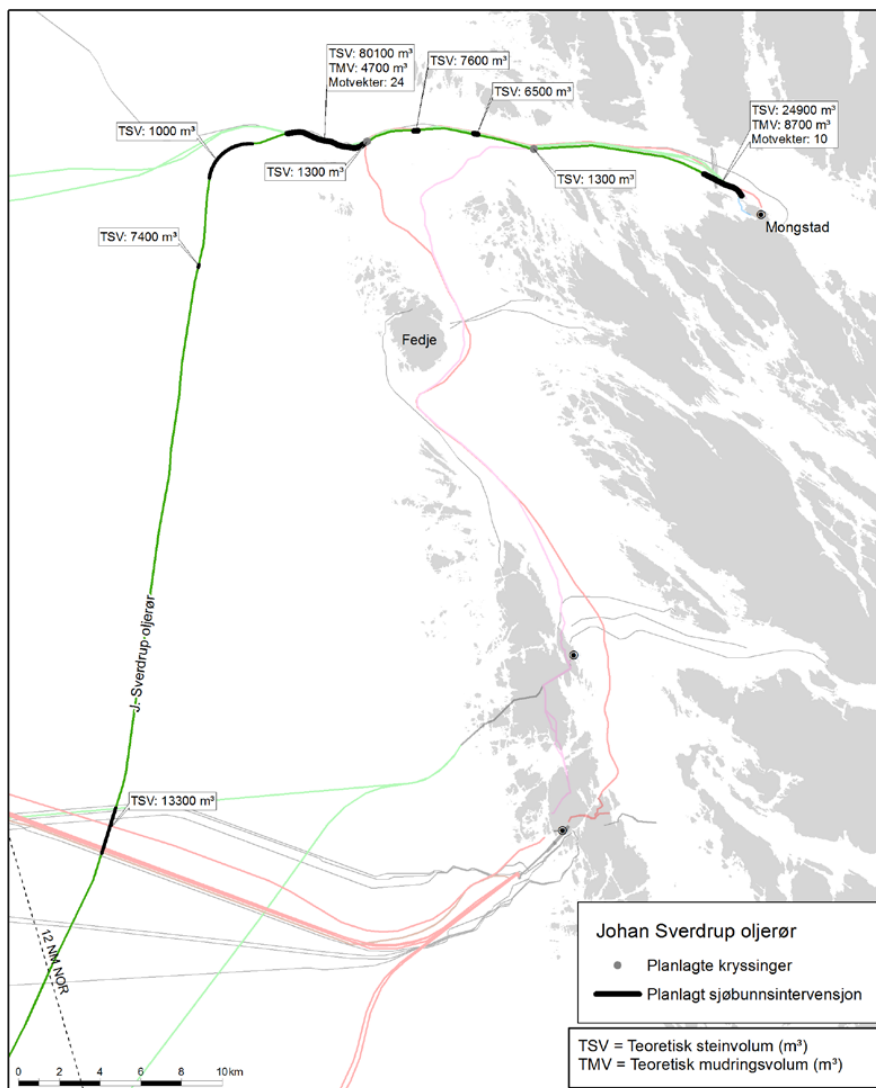 TSV: 80100 m³
TMV: 4700 m³
Motvekter: 24
TSV: 7600 m³
TSV: 6500 m³
TSV: 24900 m³
TMV: 8700 m³
Motvekter: 10
TSV: 1000 m³
TSV: 1300 m³
TSV: 1300 m³
Mongstad
TSV: 7400 m³
Fedje
J. Sverdrup oljerør
TSV: 13300 m³
12 NM NOR
Johan Sverdrup oljerør
Planlagte kryssinger
Planlagt sjøbunnsintervensjon
TSV = Teoretisk steinvolum (m³)
TMV = Teoretisk mudringsvolum (m³)
0 2 4 6 8 10 km